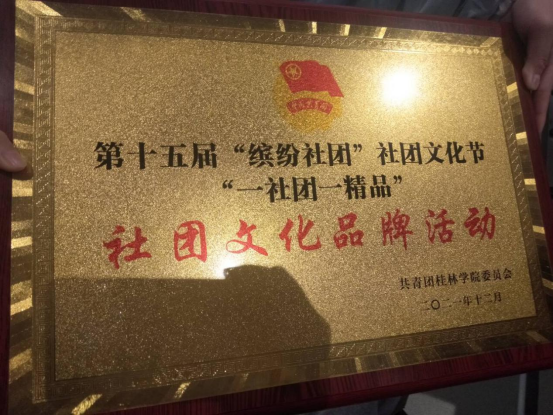 第十五届“缤纷社团”社团文化节
“一社团一精品”
社团文化品牌活动
共青团桂林学院委员会
二〇二一年十二月